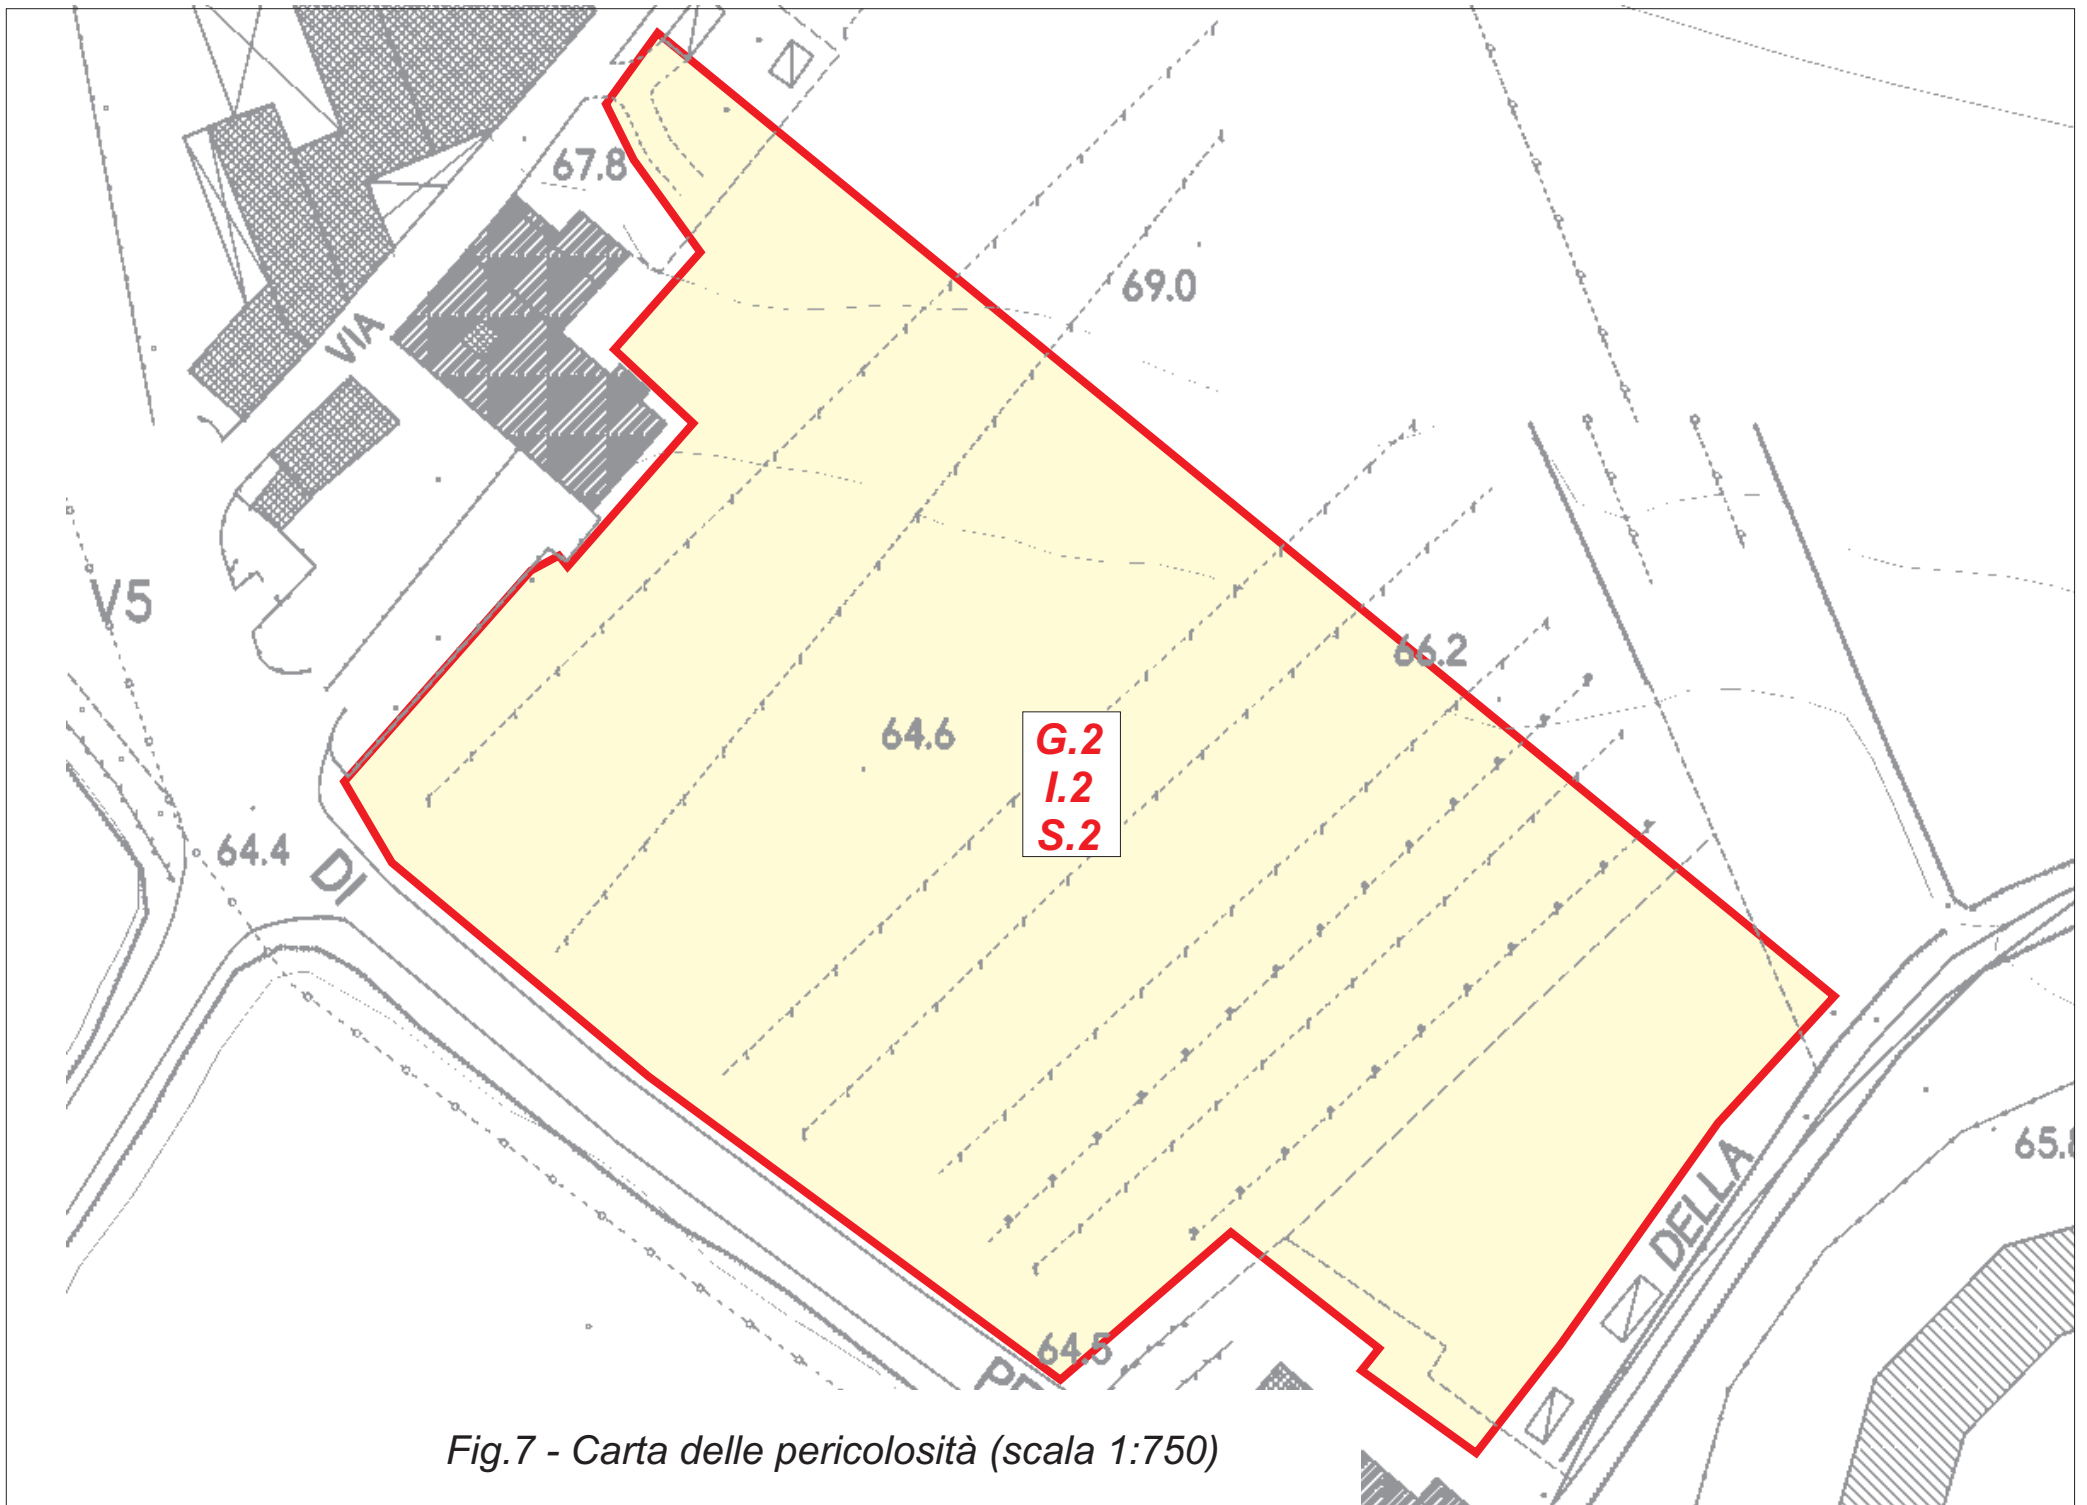 67.8
69.0
VIA
V5
66.2
64.6
G.2
I.2
S.2
64.4
DI
DELLA
64.5
Fig.7 - Carta delle pericolosità (scala 1:750)